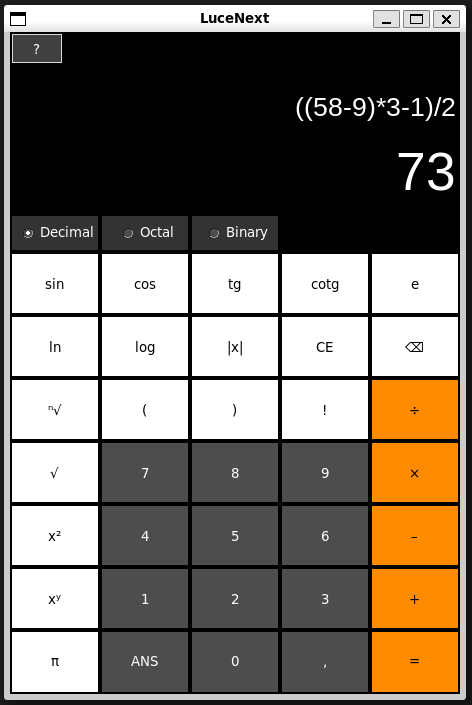 LuceNext
?
((58-9)*3-1)/2
73
Decimal Octal Binary
sin cos tg cotg e
ln log |x| CE ⌫
ⁿ√ ( ) ! ÷
√ 7 8 9 ×
x² 4 5 6 –
xʸ 1 2 3 +
π ANS 0 , =